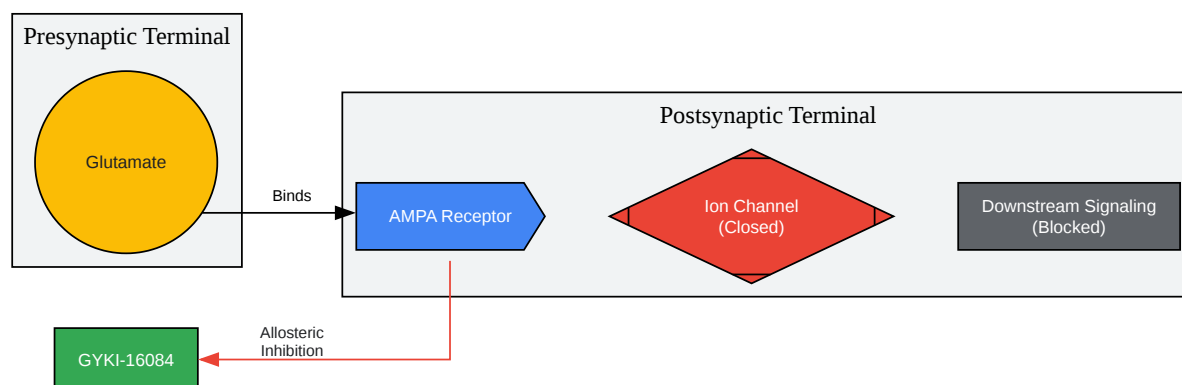 Presynaptic Terminal
Glutamate
Binds
Postsynaptic Terminal
AMPA Receptor
Ion Channel
(Closed)
Downstream Signaling
(Blocked)
Allosteric
Inhibition
GYKI-16084